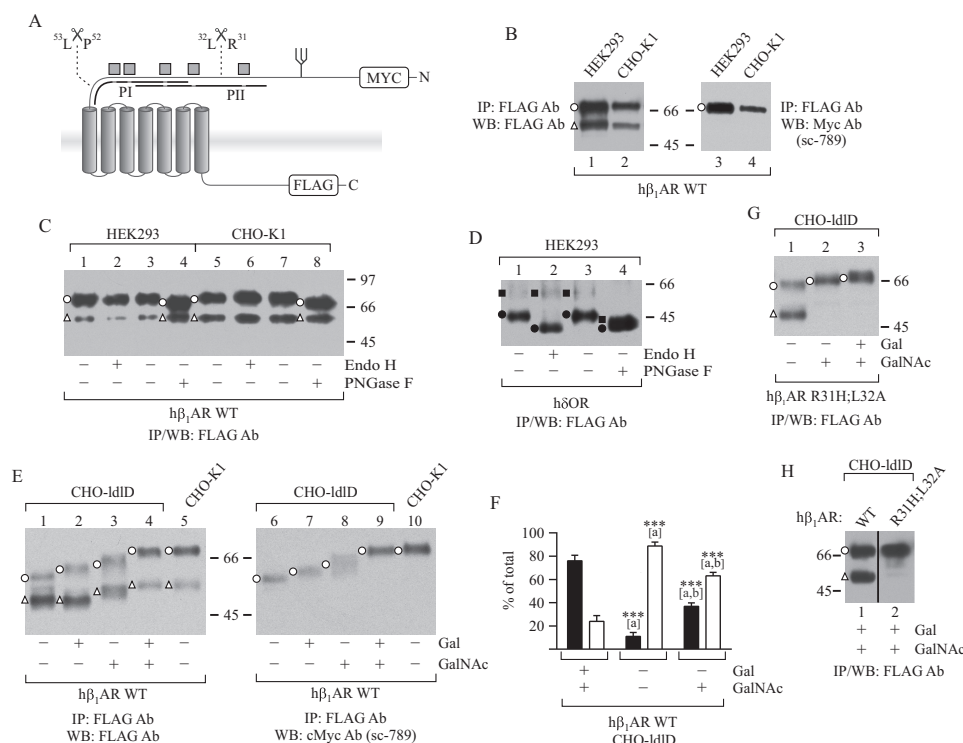 A
⁵³L P⁵²
³²L R³¹
MYC N
PI
PII
FLAG C
B
HEK293
CHO-K1
HEK293
CHO-K1
IP: FLAG Ab
WB: FLAG Ab
66
45
IP: FLAG Ab
WB: Myc Ab
(sc-789)
1 2 3 4
hβ₁AR WT
C
HEK293 CHO-K1
1 2 3 4 5 6 7 8
97
66
45
− + − − − + − − Endo H
− − − + − − − + PNGase F
hβ₁AR WT
IP/WB: FLAG Ab
D
HEK293
1 2 3 4
66
45
− + − − Endo H
− − − + PNGase F
hδOR
IP/WB: FLAG Ab
G
CHO-ldlD
1 2 3
66
45
− − + Gal
− + + GalNAc
hβ₁AR R31H;L32A
IP/WB: FLAG Ab
E
CHO-ldlD
CHO-K1
1 2 3 4 5
66
45
− + − + −
− − + + −
hβ₁AR WT
IP: FLAG Ab
WB: FLAG Ab
CHO-ldlD
CHO-K1
6 7 8 9 10
− + − + − Gal
− − + + − GalNAc
hβ₁AR WT
IP: FLAG Ab
WB: cMyc Ab (sc-789)
F
% of total
100
80
60
40
20
***
[a]
***
[a]
***
[a,b]
***
[a,b]
+ − − Gal
+ − + GalNAc
hβ₁AR WT
CHO-ldlD
H
CHO-ldlD
hβ₁AR:
WT
R31H;L32A
66
45
1 2
+ + Gal
+ + GalNAc
IP/WB: FLAG Ab